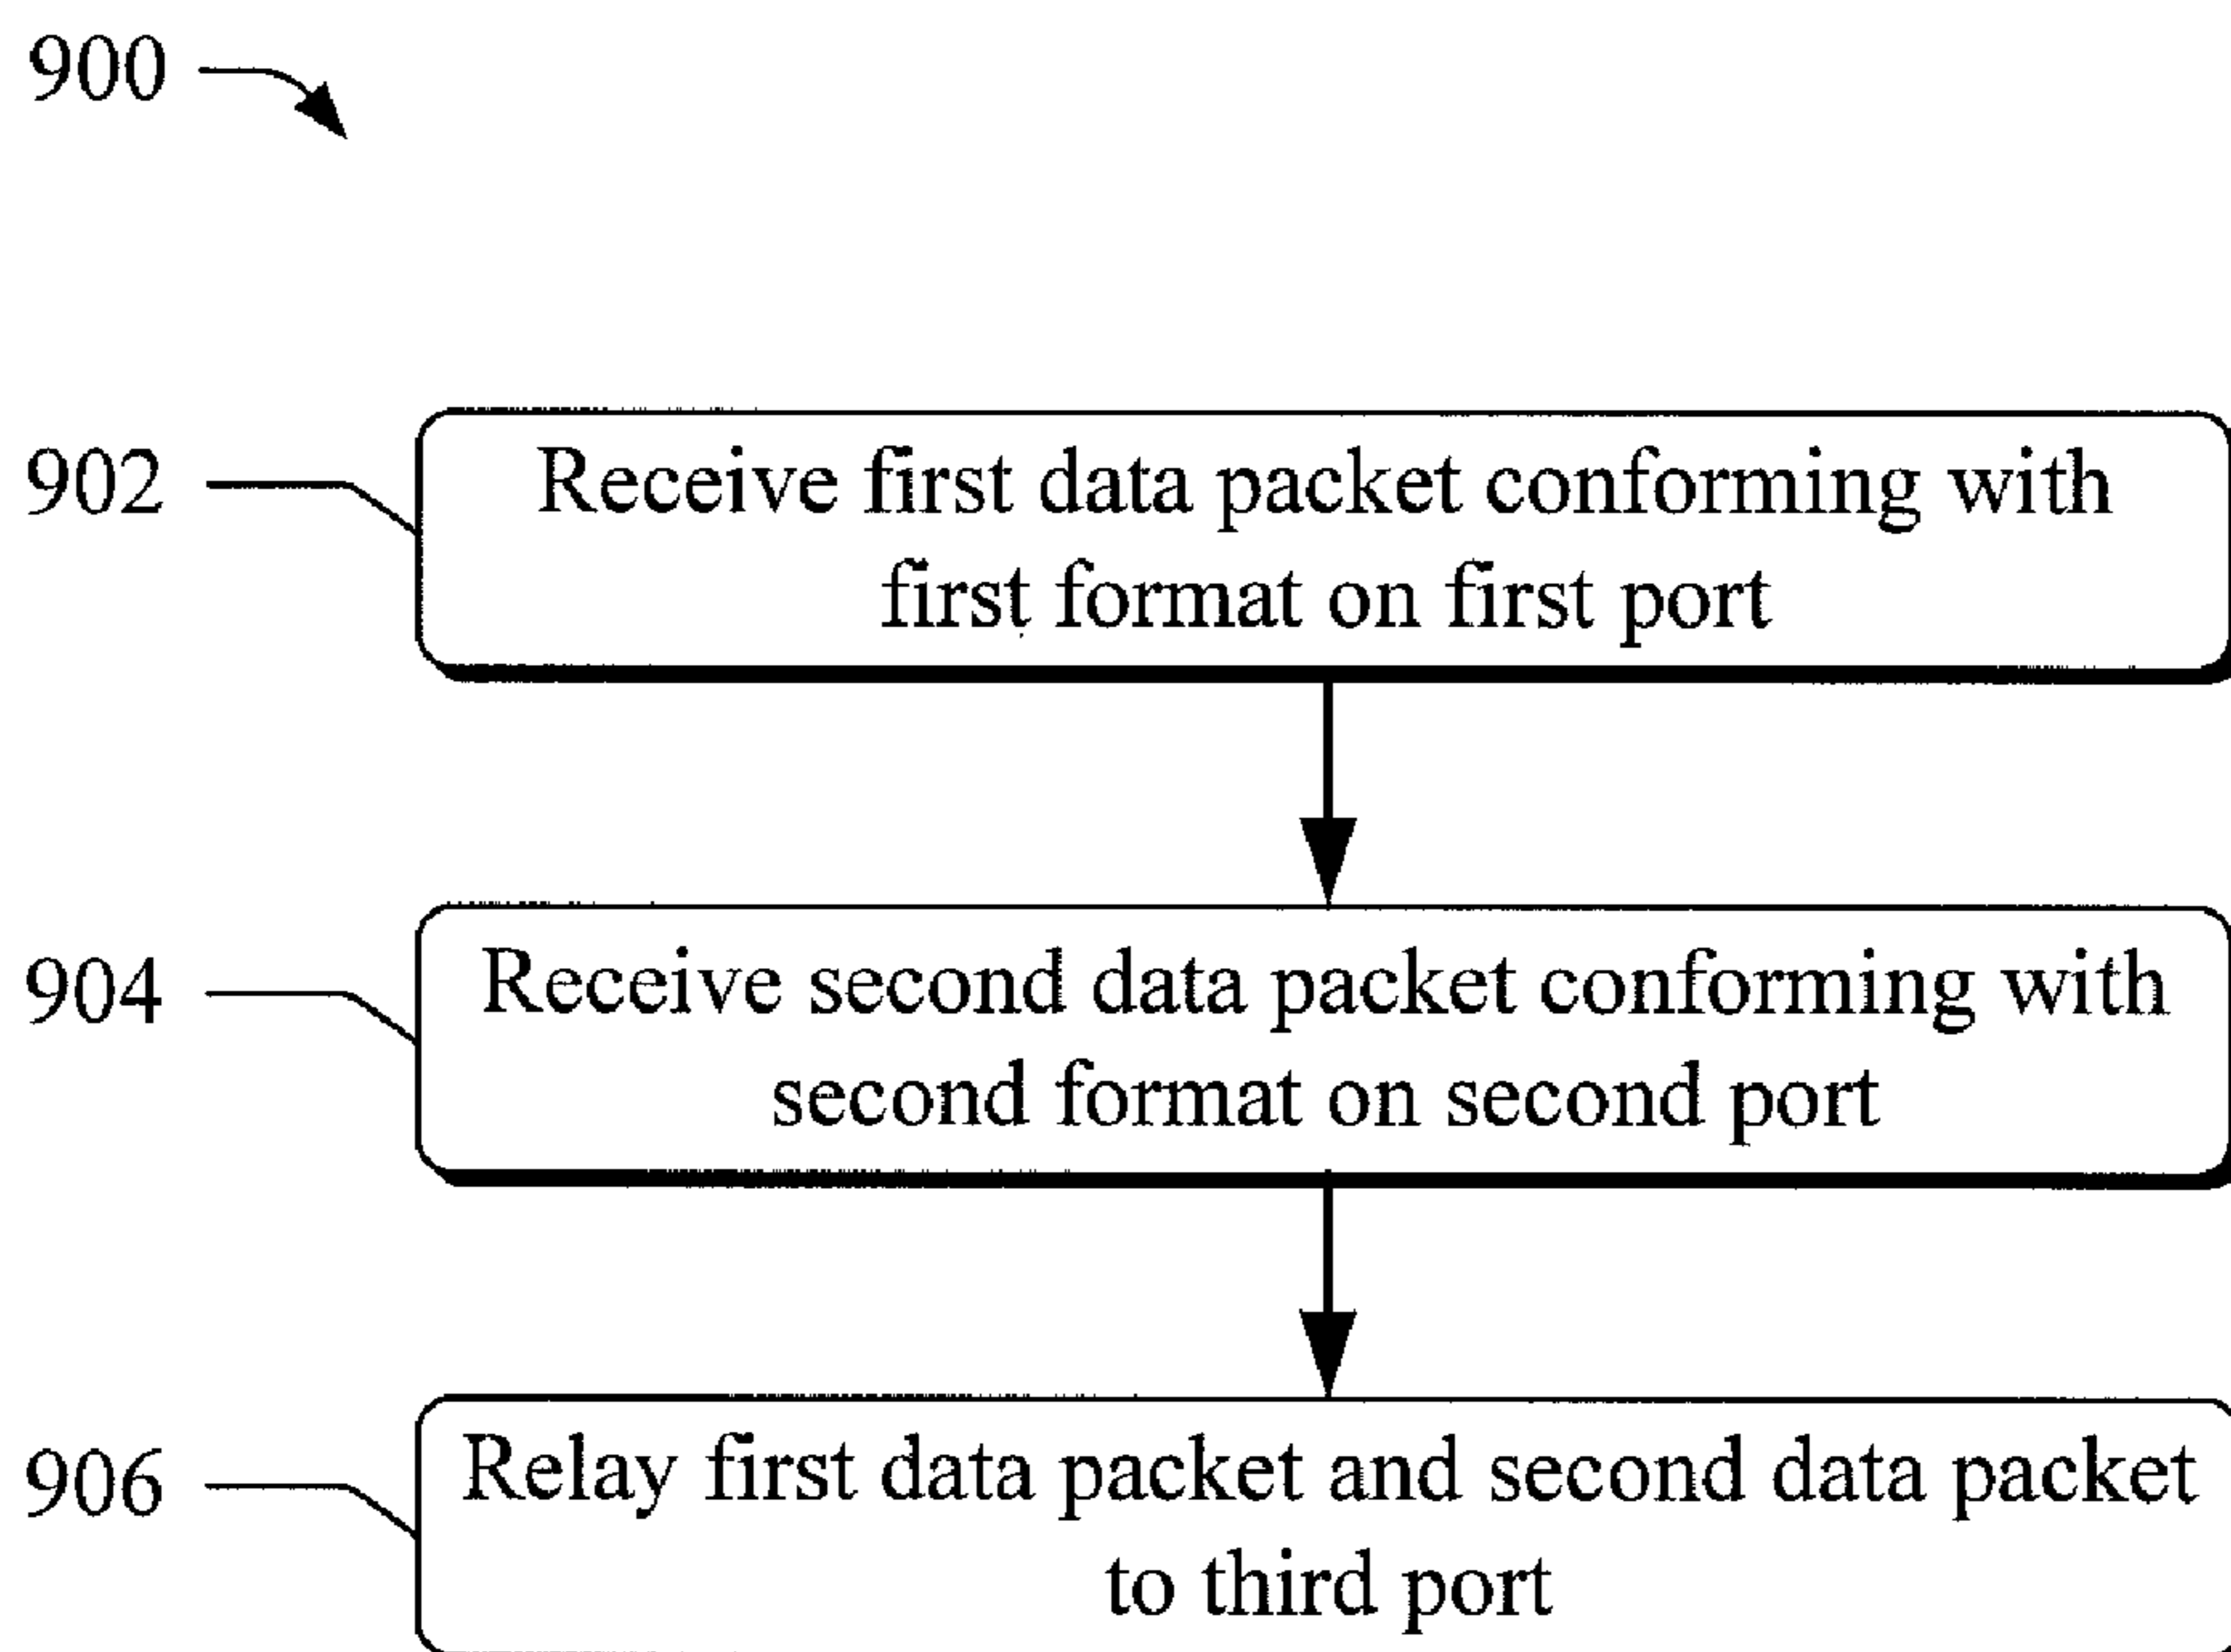 900
902
Receive first data packet conforming with
first format on first port
904
Receive second data packet conforming with
second format on second port
906
Relay first data packet and second data packet
to third port